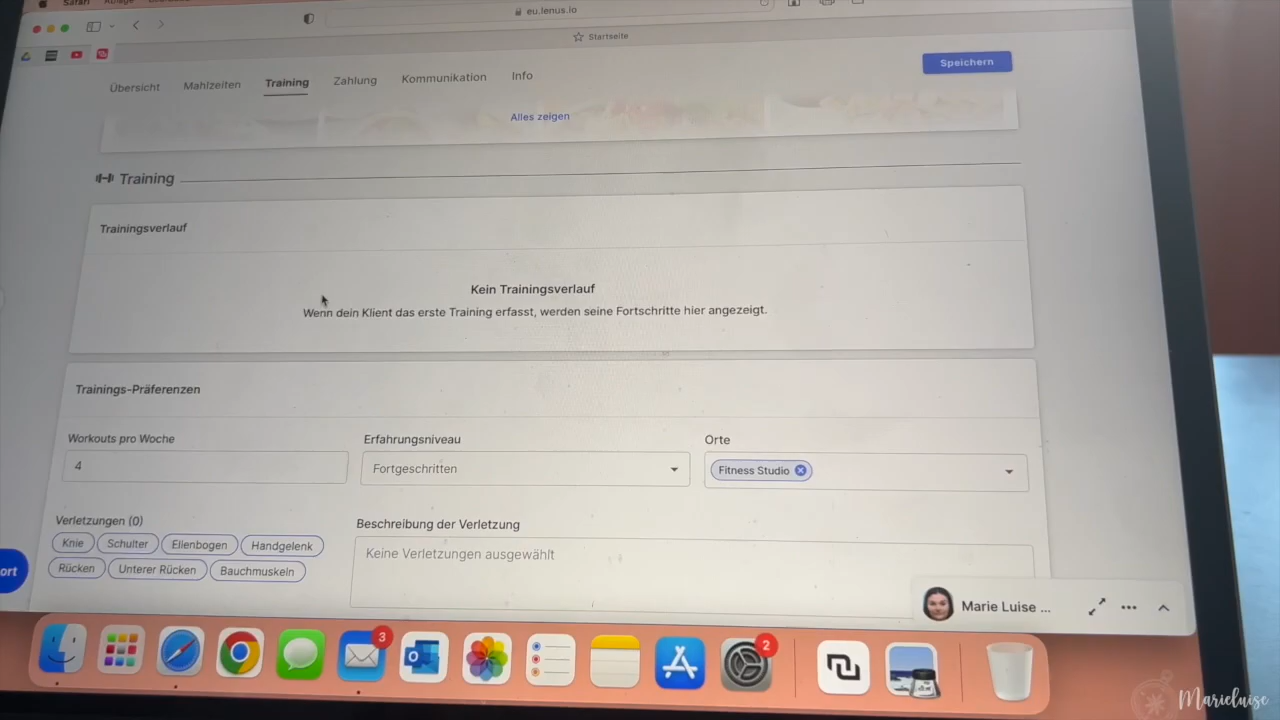 Safari Ablage
eu.lenus.io
Startseite
Übersicht Mahlzeiten Training Zahlung Kommunikation Info
Speichern
Alles zeigen
Training
Trainingsverlauf
Kein Trainingsverlauf
Wenn dein Klient das erste Training erfasst, werden seine Fortschritte hier angezeigt.
Trainings-Präferenzen
Workouts pro Woche Erfahrungsniveau Orte
4 Fortgeschritten Fitness Studio
Verletzungen (0) Beschreibung der Verletzung
Knie Schulter Ellenbogen Handgelenk
Keine Verletzungen ausgewählt
Rücken Unterer Rücken Bauchmuskeln
ort
Marie Luise ...
3
2
Marieluise